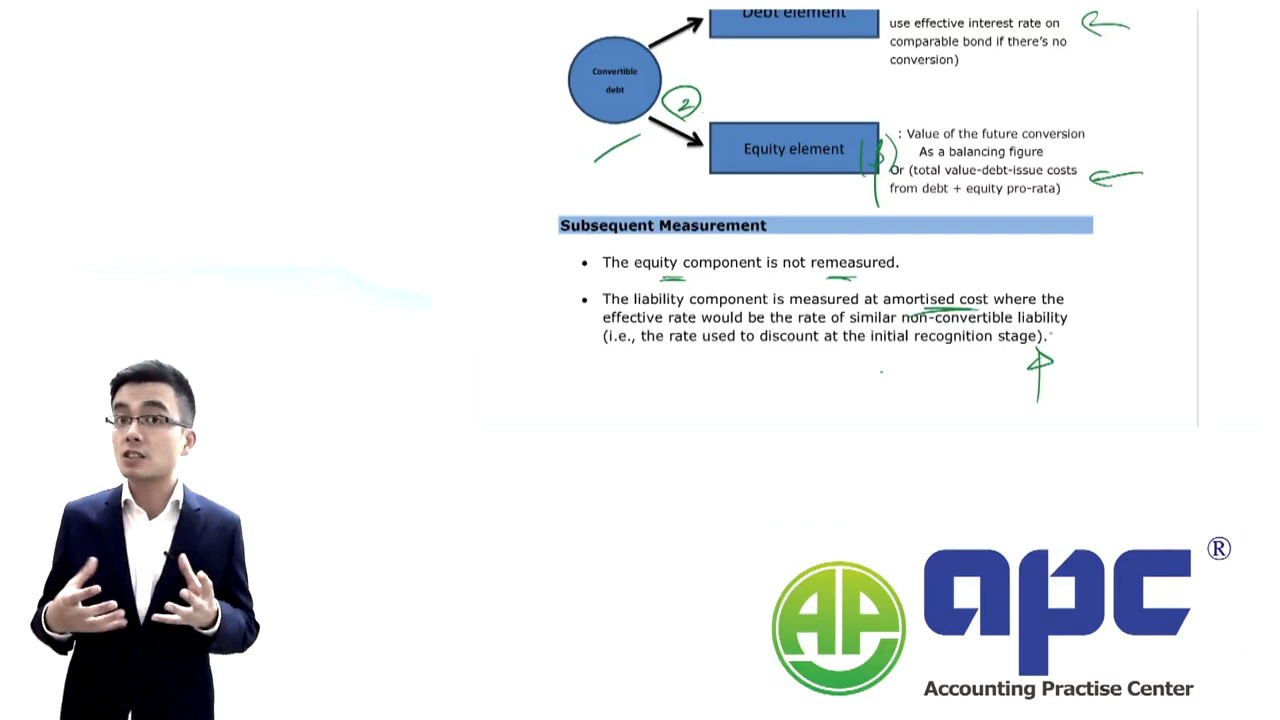 Debt element
use effective interest rate on
comparable bond if there's no
conversion)
Convertible
debt
2
Equity element
: Value of the future conversion
As a balancing figure
Or (total value-debt-issue costs
from debt + equity pro-rata)
Subsequent Measurement
• The equity component is not remeasured.
• The liability component is measured at amortised cost where the
effective rate would be the rate of similar non-convertible liability
(i.e., the rate used to discount at the initial recognition stage).
AP
apc®
Accounting Practise Center